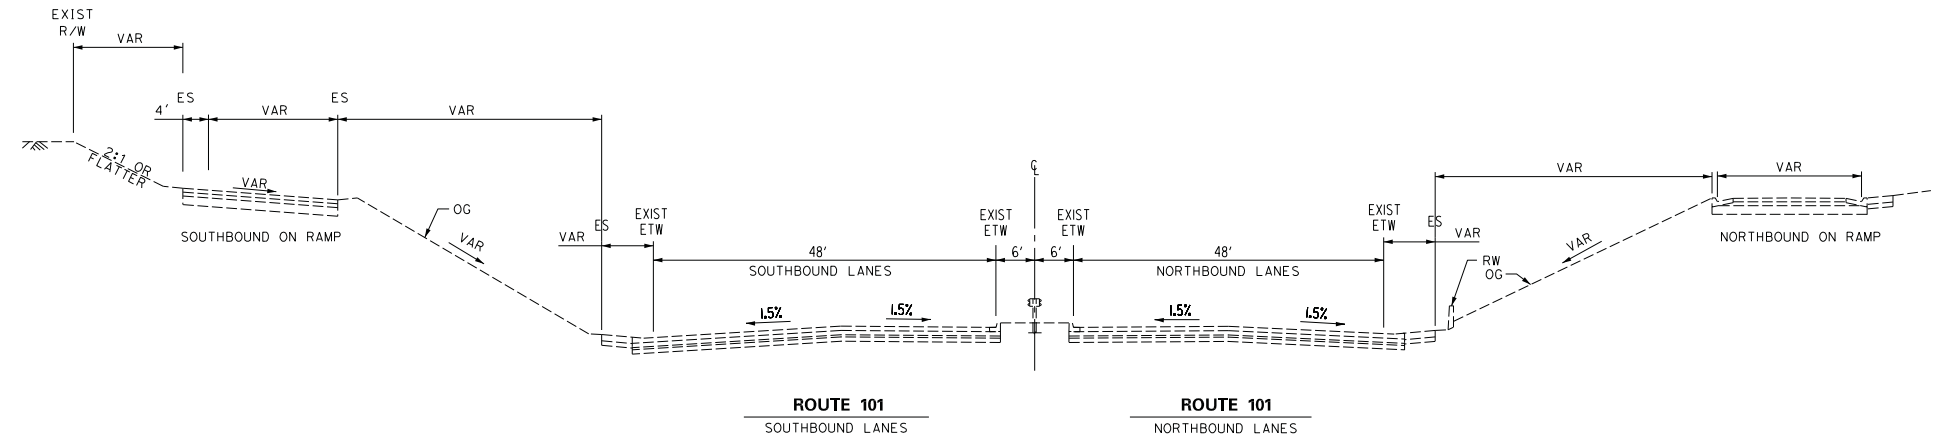 EXIST
R/W
VAR
ES
ES
4'
VAR
VAR
2:1 OR
FLATTER
VAR
SOUTHBOUND ON RAMP
OG
VAR
VAR
ES
EXIST
ETW
48'
SOUTHBOUND LANES
1.5%
1.5%
EXIST
ETW
6'
℄
6'
EXIST
ETW
48'
NORTHBOUND LANES
1.5%
1.5%
EXIST
ETW
ES
VAR
VAR
VAR
RW
OG
VAR
NORTHBOUND ON RAMP
ROUTE 101
SOUTHBOUND LANES
ROUTE 101
NORTHBOUND LANES